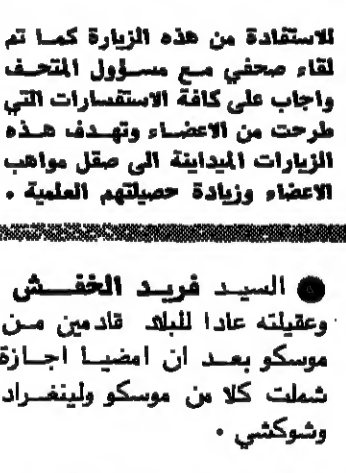 للاستفادة من هذه الزيارة كما تم
لقاء صحفي مع مسؤول المتحف
واجاب على كافة الاستفسارات التي
طرحت من الاعضاء وتهدف هذه
الزيارات الميدانية الى صقل مواهب
الاعضاء وزيادة حصيلتهم العلمية .
السيد فريد الخفش
وعقيلته عادا للبلاد قادمين من
موسكو بعد ان امضيا اجازة
شملت كلا من موسكو ولينغراد
وشوكشي .